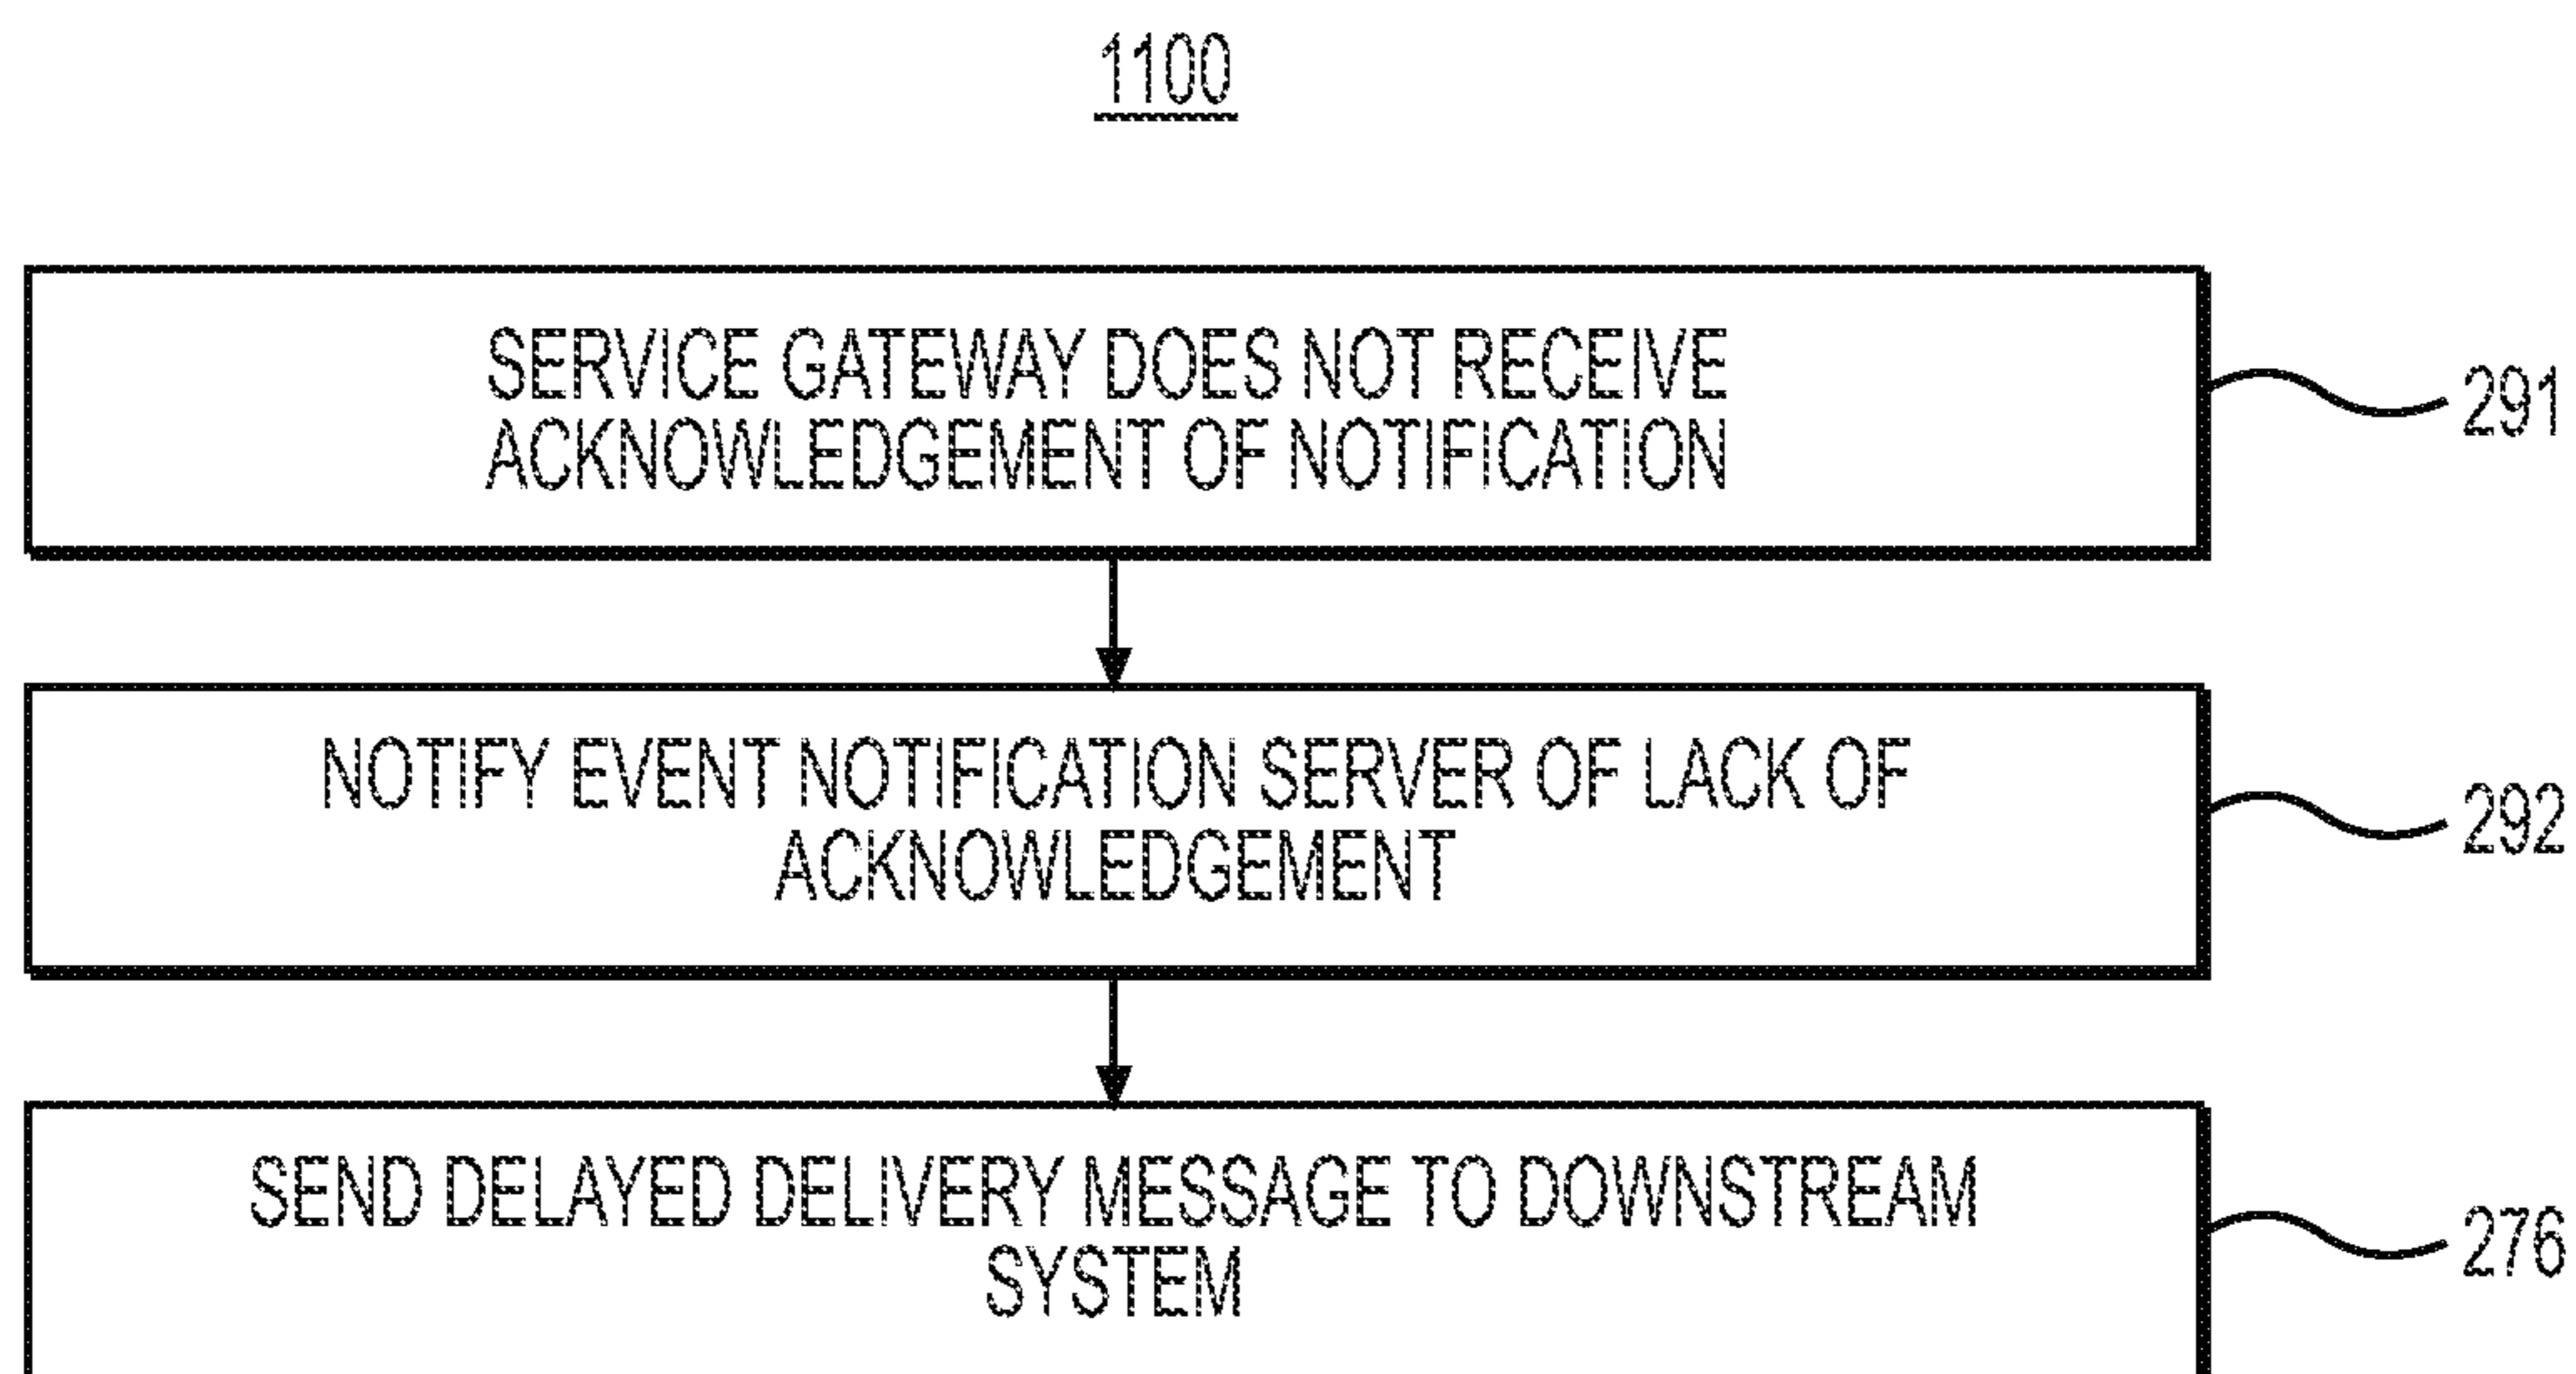 1100
SERVICE GATEWAY DOES NOT RECEIVE
ACKNOWLEDGEMENT OF NOTIFICATION
291
NOTIFY EVENT NOTIFICATION SERVER OF LACK OF
ACKNOWLEDGEMENT
292
SEND DELAYED DELIVERY MESSAGE TO DOWNSTREAM
SYSTEM
276